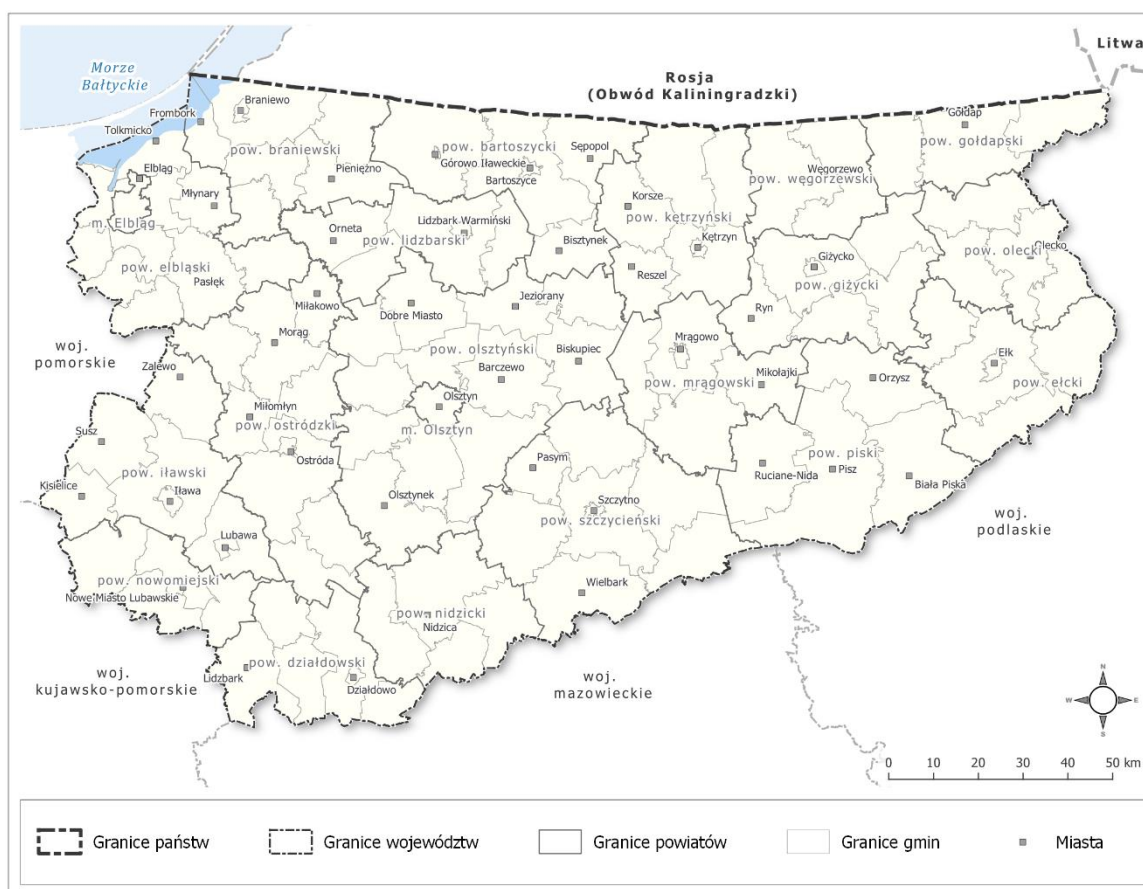 Litwa
Morze
Bałtyckie
Rosja
(Obwód Kaliningradzki)
Braniewo
Frombork
Tolkmicko
Gołdap
pow. gołdapski
pow. braniewski
pow. bartoszycki
Sępopol
Górowo Iławeckie
Bartoszyce
Elbląg
Pieniężno
Węgorzewo
pow. węgorzewski
Młynary
m. Elbląg
Korsze
pow. kętrzyński
Lidzbark Warmiński
Orneta
pow. lidzbarski
Bisztynek
Kętrzyn
Olecko
pow. olecki
pow. elbląski
Pasłęk
Reszel
Giżycko
pow. giżycki
Miłakowo
Dobre Miasto
Jeziorany
Ryn
Morąg
woj.
pomorskie
pow. olsztyński
Biskupiec
Mrągowo
Ełk
Zalewo
Barczewo
pow. mrągowski
Mikołajki
Orzysz
pow. ełcki
Olsztyn
Miłomłyn
pow. ostródzki
m. Olsztyn
Susz
Ostróda
Pasym
pow. piski
pow. iławski
Ruciane-Nida
Pisz
Biała Piska
Kisielice
Iława
Olsztynek
Szczytno
pow. szczycieński
woj.
podlaskie
Lubawa
pow. nowomiejski
Nowe Miasto Lubawskie
Wielbark
pow. nidzicki
Nidzica
pow. działdowski
Lidzbark
Działdowo
woj.
kujawsko-pomorskie
woj.
mazowieckie
N
W E
S
0 10 20 30 40 50 km
Granice państw Granice województw Granice powiatów Granice gmin Miasta